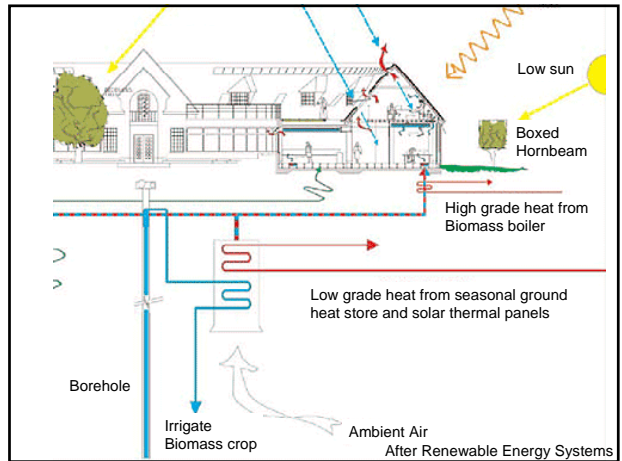 Low sun
Boxed
Hornbeam
High grade heat from
Biomass boiler
Low grade heat from seasonal ground
heat store and solar thermal panels
Borehole
Irrigate
Biomass crop
Ambient Air
After Renewable Energy Systems